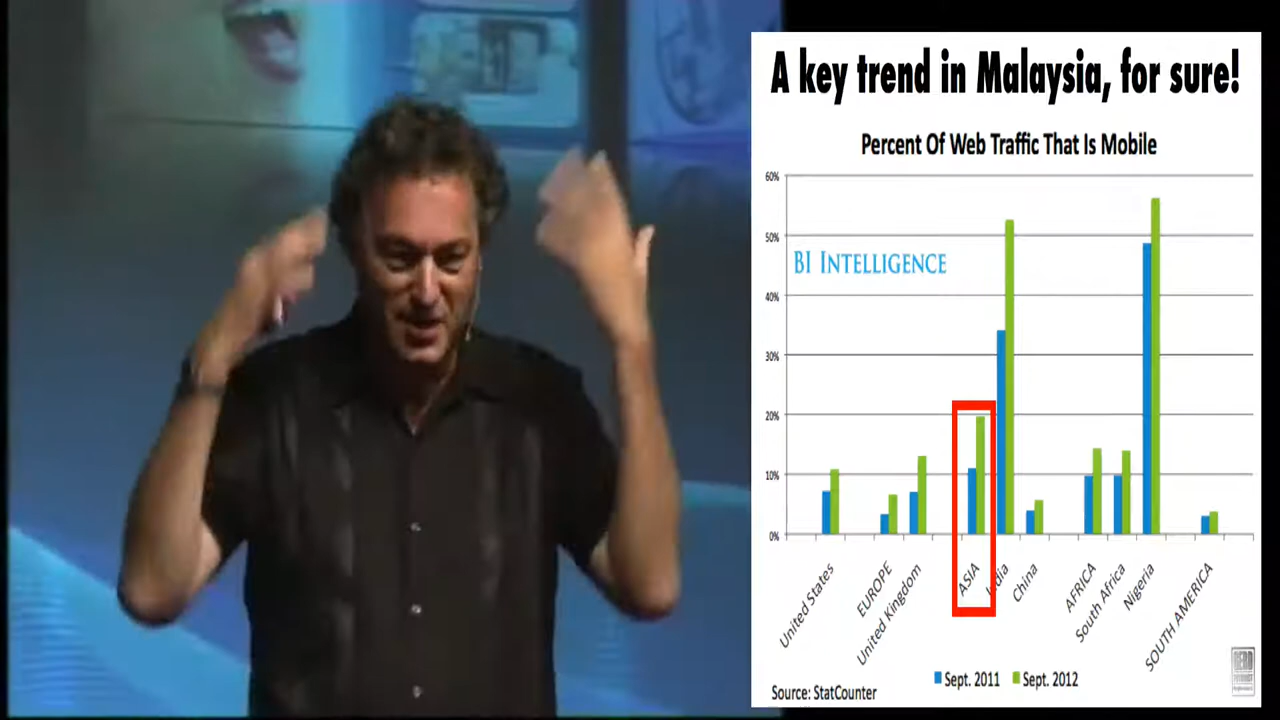 A key trend in Malaysia, for sure!
Percent Of Web Traffic That Is Mobile
60%
50%
BI INTELLIGENCE
40%
30%
20%
10%
0%
United States
EUROPE
United Kingdom
ASIA
India
China
AFRICA
South Africa
Nigeria
SOUTH AMERICA
Sept. 2011
Sept. 2012
Source: StatCounter